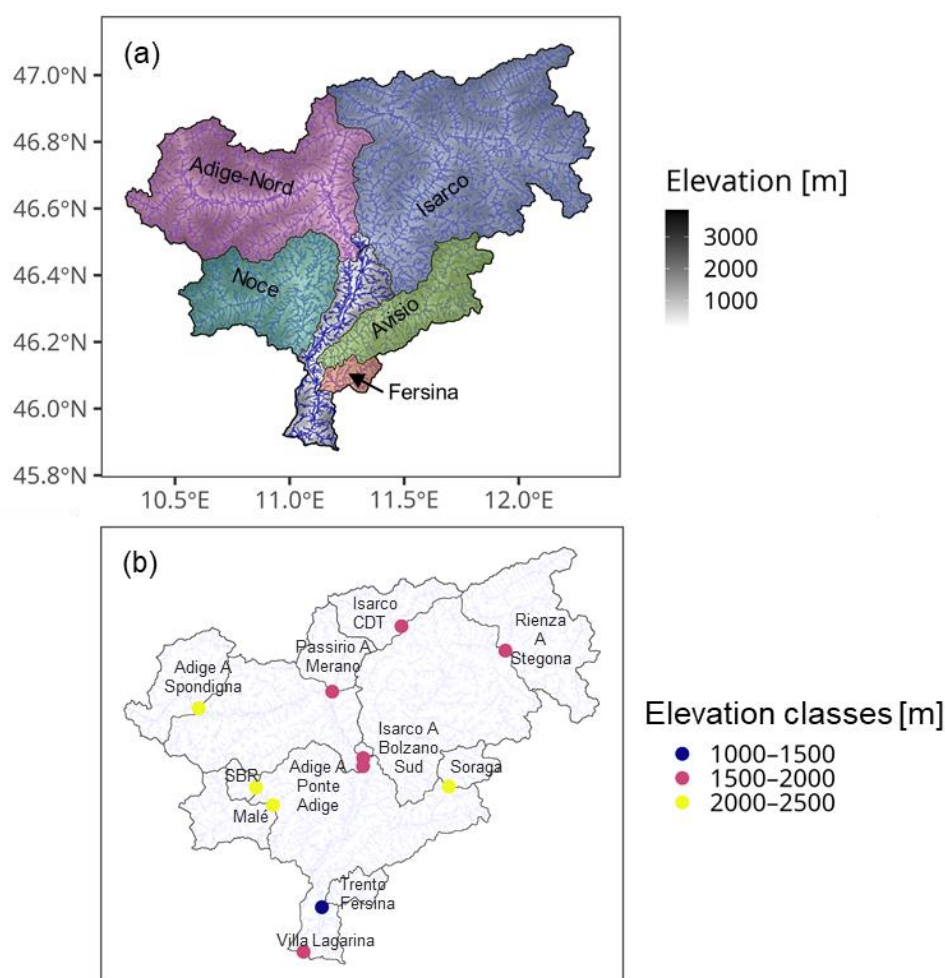 (a)
47.0°N
46.8°N
46.6°N
46.4°N
46.2°N
46.0°N
45.8°N
10.5°E
11.0°E
11.5°E
12.0°E
Adige-Nord
Isarco
Noce
Avisio
Fersina
Elevation [m]
3000
2000
1000
(b)
Isarco
CDT
Rienza
A
Stegona
Passirio A
Merano
Adige A
Spondigna
Isarco A
Bolzano
Sud
Adige A
Ponte
Adige
Soraga
SBR
Malé
Trento
Fersina
Villa Lagarina
Elevation classes [m]
1000–1500
1500–2000
2000–2500